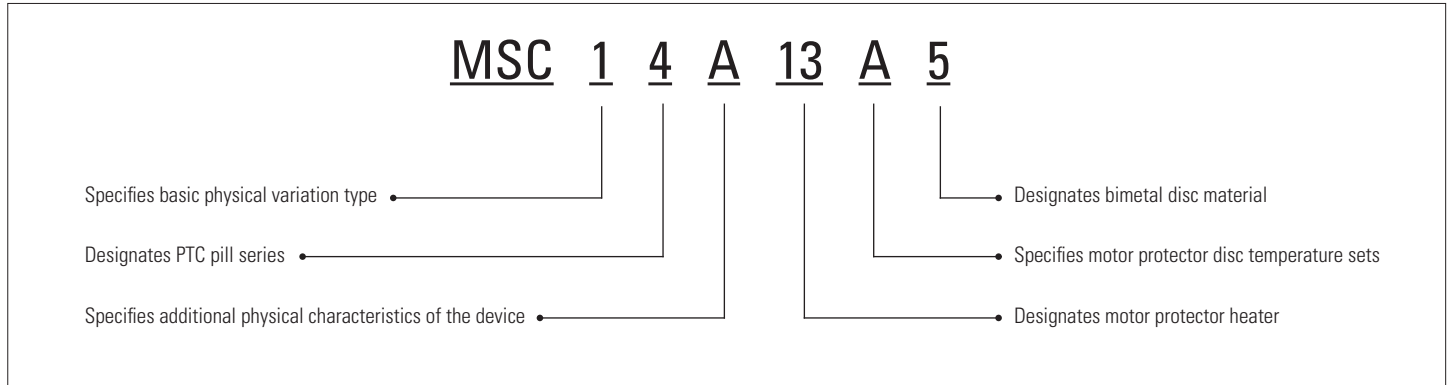 MSC 1 4 A 13 A 5
Specifies basic physical variation type
Designates bimetal disc material
Designates PTC pill series
Specifies motor protector disc temperature sets
Specifies additional physical characteristics of the device
Designates motor protector heater